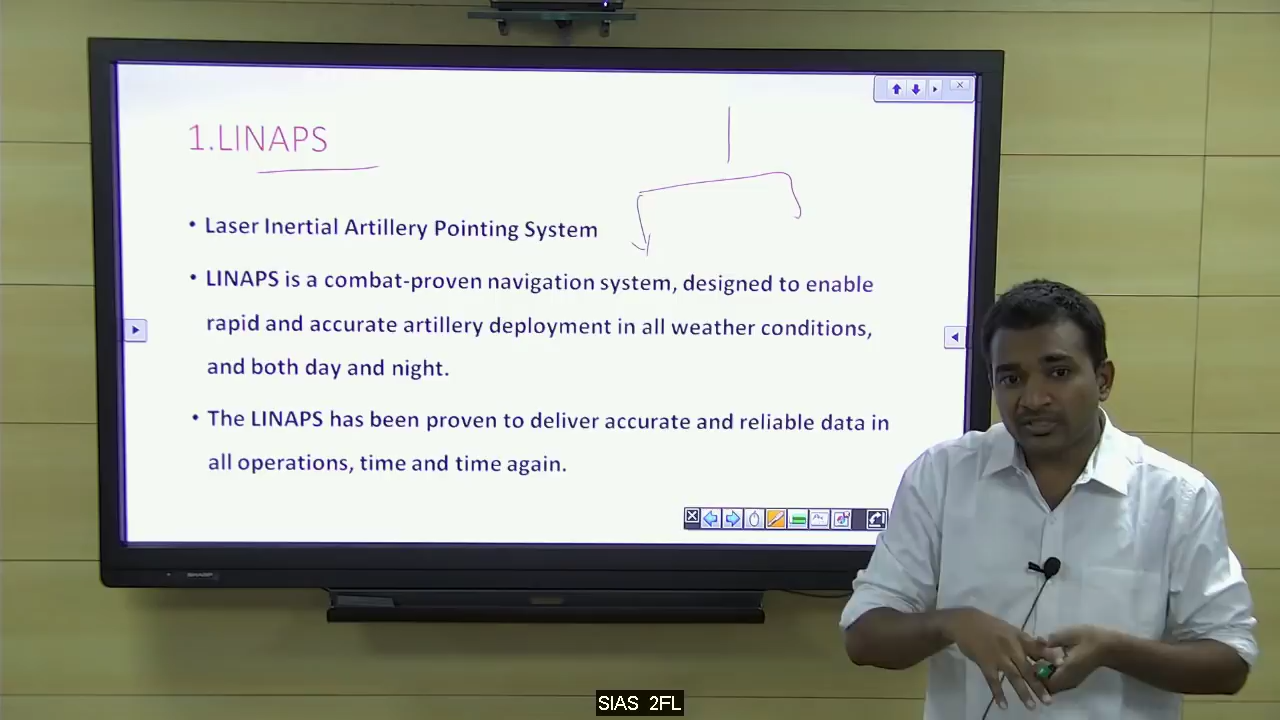 1.LINAPS
• Laser Inertial Artillery Pointing System
• LINAPS is a combat-proven navigation system, designed to enable
rapid and accurate artillery deployment in all weather conditions,
and both day and night.
• The LINAPS has been proven to deliver accurate and reliable data in
all operations, time and time again.
SHARP
SIAS 2FL